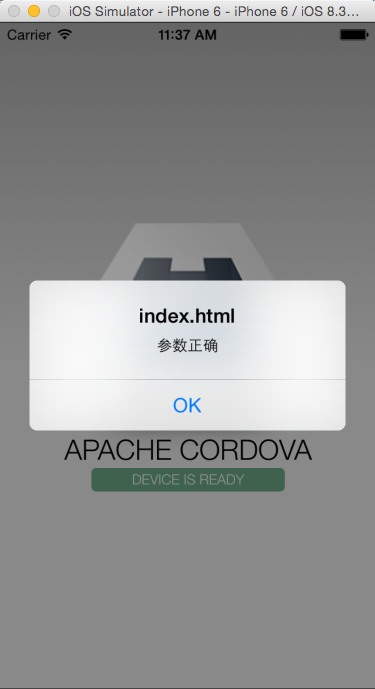 iOS Simulator - iPhone 6 - iPhone 6 / iOS 8.3...
Carrier 11:37 AM
index.html
参数正确
OK
APACHE CORDOVA
DEVICE IS READY